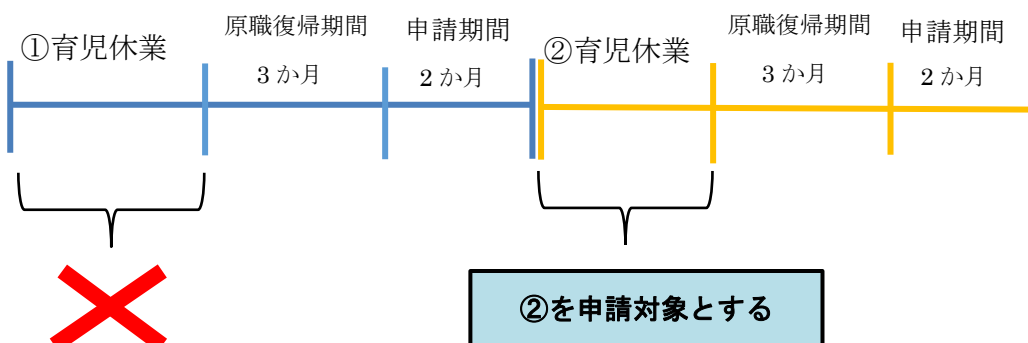 ①育児休業
原職復帰期間
3 か月
申請期間
2 か月
②育児休業
原職復帰期間
3 か月
申請期間
2 か月
②を申請対象とする